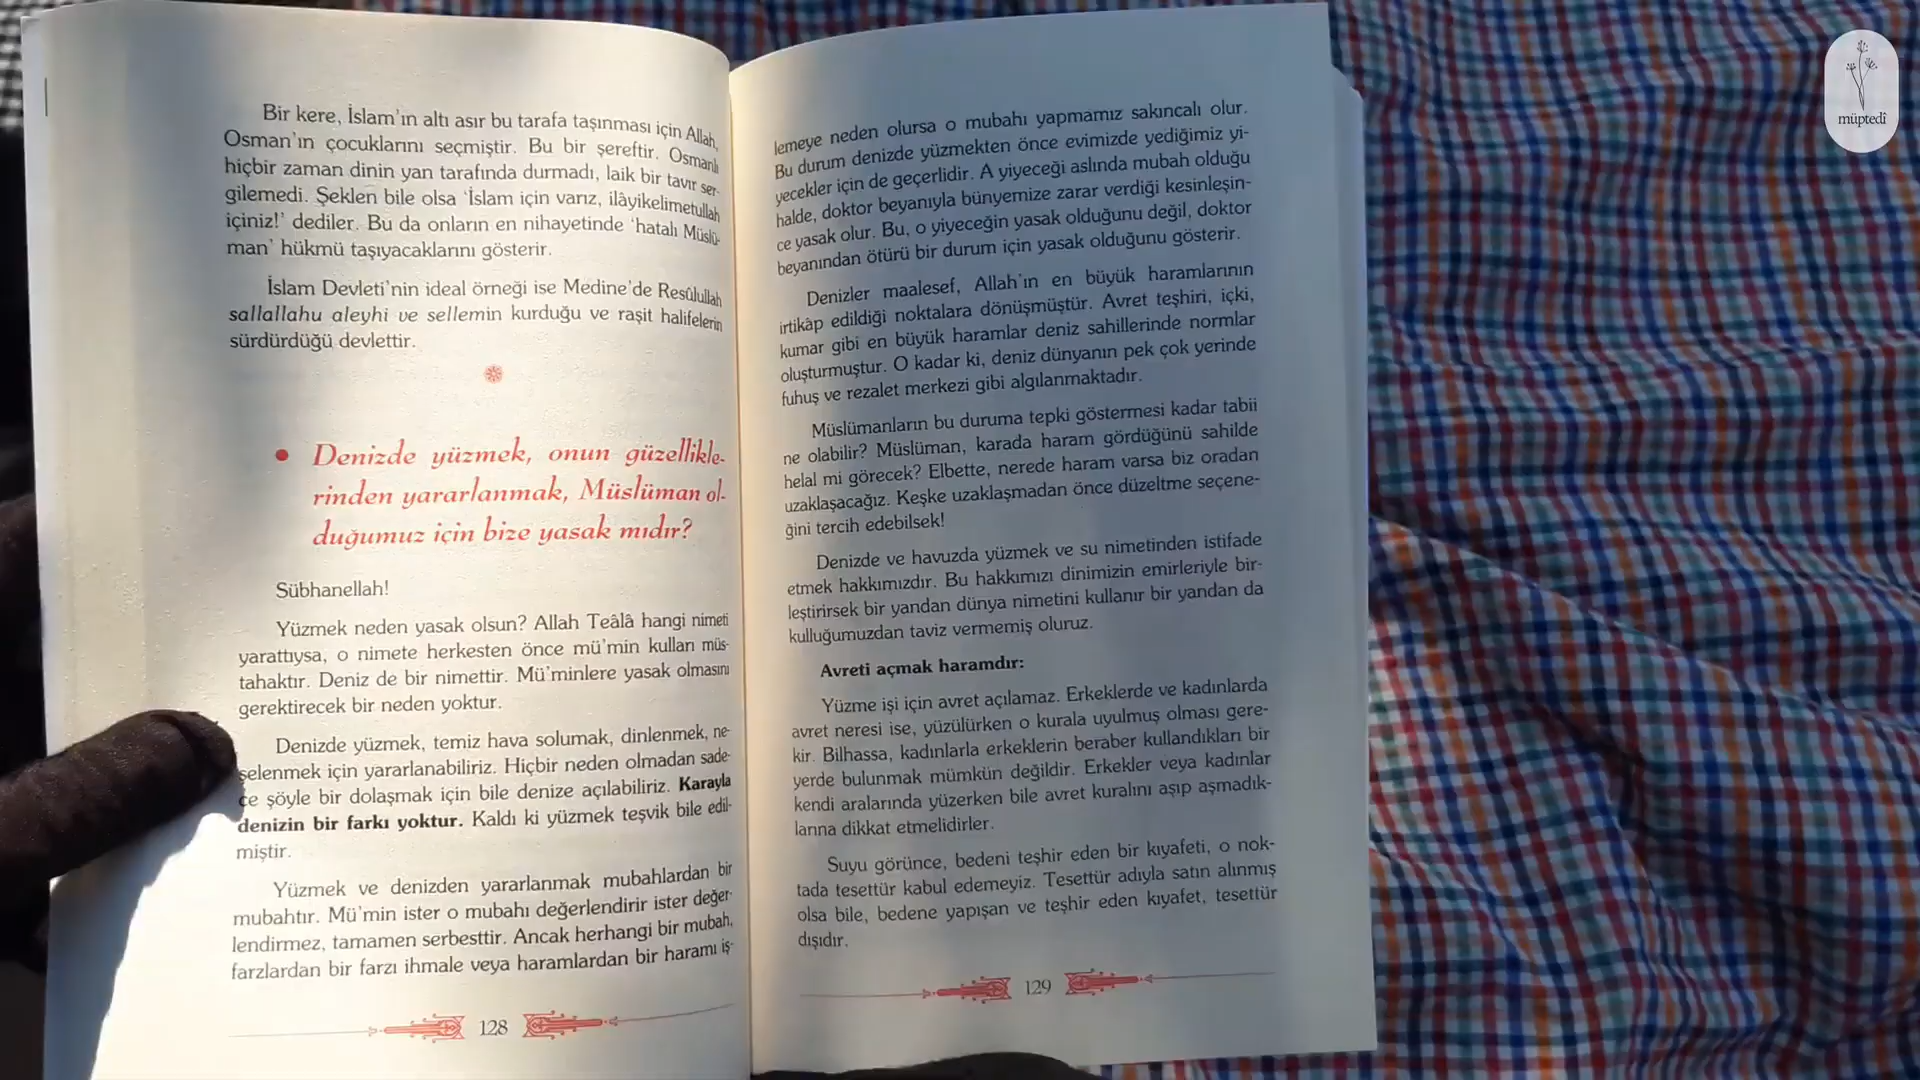 Bir kere, İslam'ın altı asır bu tarafa taşınması için Allah,
Osman'ın çocuklarını seçmiştir. Bu bir şereftir. Osmanlı
hiçbir zaman dinin yan tarafında durmadı, laik bir tavır ser-
gilemedi. Şeklen bile olsa 'İslam için varız, ilâyikelimetullah
içiniz!' dediler. Bu da onların en nihayetinde 'hatalı Müslü-
man' hükmü taşıyacaklarını gösterir.
İslam Devleti'nin ideal örneği ise Medine'de Resûlullah
sallallahu aleyhi ve sellemin kurduğu ve raşit halifelerin
sürdürdüğü devlettir.
• Denizde yüzmek, onun güzellikle-
rinden yararlanmak, Müslüman ol-
duğumuz için bize yasak mıdır?
Sübhanellah!
Yüzmek neden yasak olsun? Allah Teâlâ hangi nimeti
yarattıysa, o nimete herkesten önce mü'min kulları müs-
tahaktır. Deniz de bir nimettir. Mü'minlere yasak olmasını
gerektirecek bir neden yoktur.
Denizde yüzmek, temiz hava solumak, dinlenmek, ne-
şelenmek için yararlanabiliriz. Hiçbir neden olmadan sade-
ce şöyle bir dolaşmak için bile denize açılabiliriz. Karayla
denizin bir farkı yoktur. Kaldı ki yüzmek teşvik bile edil-
miştir.
Yüzmek ve denizden yararlanmak mubahlardan bir
mubahtır. Mü'min ister o mubahı değerlendirir ister değer-
lendirmez, tamamen serbesttir. Ancak herhangi bir mubah,
farzlardan bir farzı ihmale veya haramlardan bir haramı iş-
128
lemeye neden olursa o mubahı yapmamız sakıncalı olur.
Bu durum denizde yüzmekten önce evimizde yediğimiz yi-
yecekler için de geçerlidir. A yiyeceği aslında mubah olduğu
halde, doktor beyanıyla bünyemize zarar verdiği kesinleşin-
ce yasak olur. Bu, o yiyeceğin yasak olduğunu değil, doktor
beyanından ötürü bir durum için yasak olduğunu gösterir.
Denizler maalesef, Allah'ın en büyük haramlarının
irtikâp edildiği noktalara dönüşmüştür. Avret teşhiri, içki,
kumar gibi en büyük haramlar deniz sahillerinde normlar
oluşturmuştur. O kadar ki, deniz dünyanın pek çok yerinde
fuhuş ve rezalet merkezi gibi algılanmaktadır.
Müslümanların bu duruma tepki göstermesi kadar tabii
ne olabilir? Müslüman, karada haram gördüğünü sahilde
helal mi görecek? Elbette, nerede haram varsa biz oradan
uzaklaşacağız. Keşke uzaklaşmadan önce düzeltme seçene-
ğini tercih edebilsek!
Denizde ve havuzda yüzmek ve su nimetinden istifade
etmek hakkımızdır. Bu hakkımızı dinimizin emirleriyle bir-
leştirirsek bir yandan dünya nimetini kullanır bir yandan da
kulluğumuzdan taviz vermemiş oluruz.
Avreti açmak haramdır:
Yüzme işi için avret açılamaz. Erkeklerde ve kadınlarda
avret neresi ise, yüzülürken o kurala uyulmuş olması gere-
kir. Bilhassa, kadınlarla erkeklerin beraber kullandıkları bir
yerde bulunmak mümkün değildir. Erkekler veya kadınlar
kendi aralarında yüzerken bile avret kuralını aşıp aşmadık-
larına dikkat etmelidirler.
Suyu görünce, bedeni teşhir eden bir kıyafeti, o nok-
tada tesettür kabul edemeyiz. Tesettür adıyla satın alınmış
olsa bile, bedene yapışan ve teşhir eden kıyafet, tesettür
dışıdır.
129
müptedî